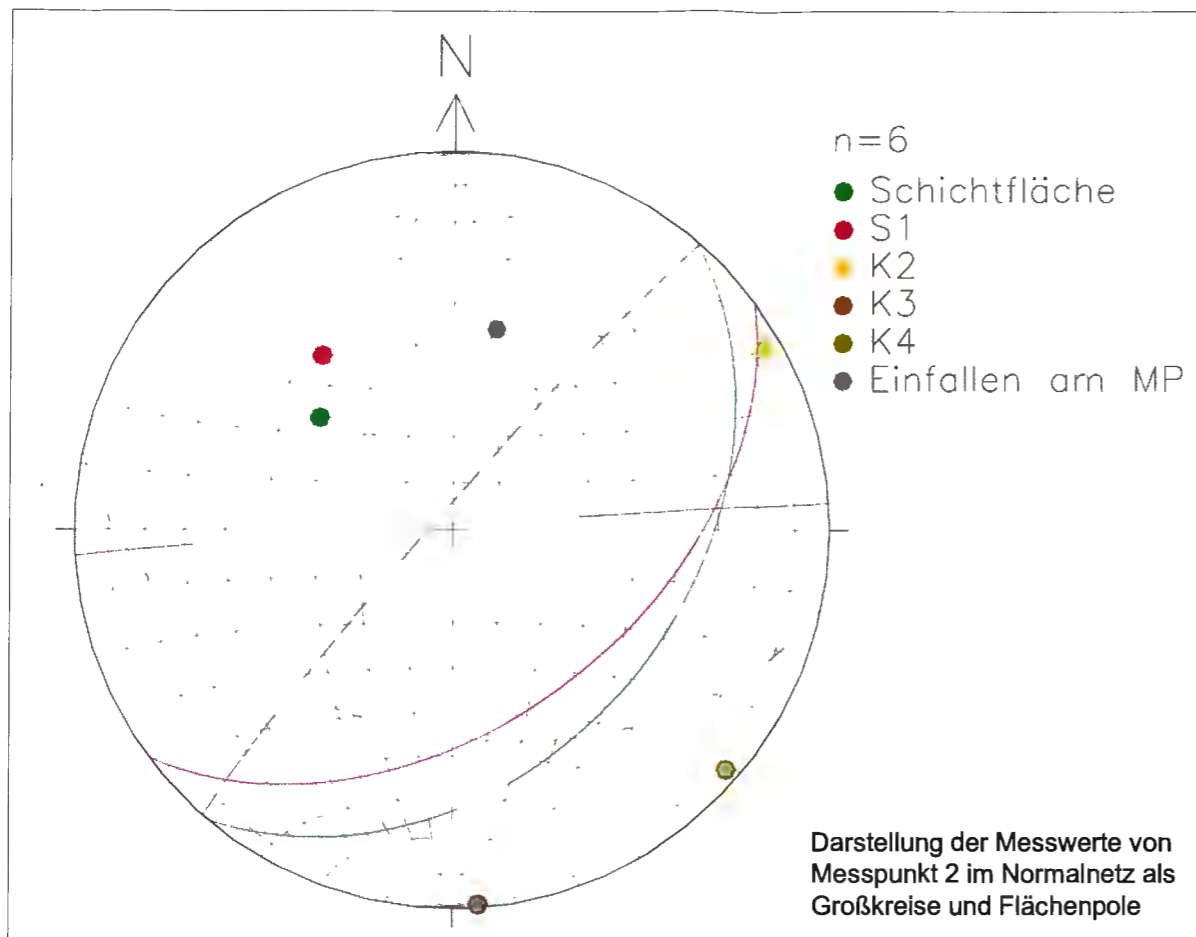 N
n=6
Schichtfläche
S1
K2
K3
K4
Einfallen am MP
Darstellung der Messwerte von
Messpunkt 2 im Normalnetz als
Großkreise und Flächenpole